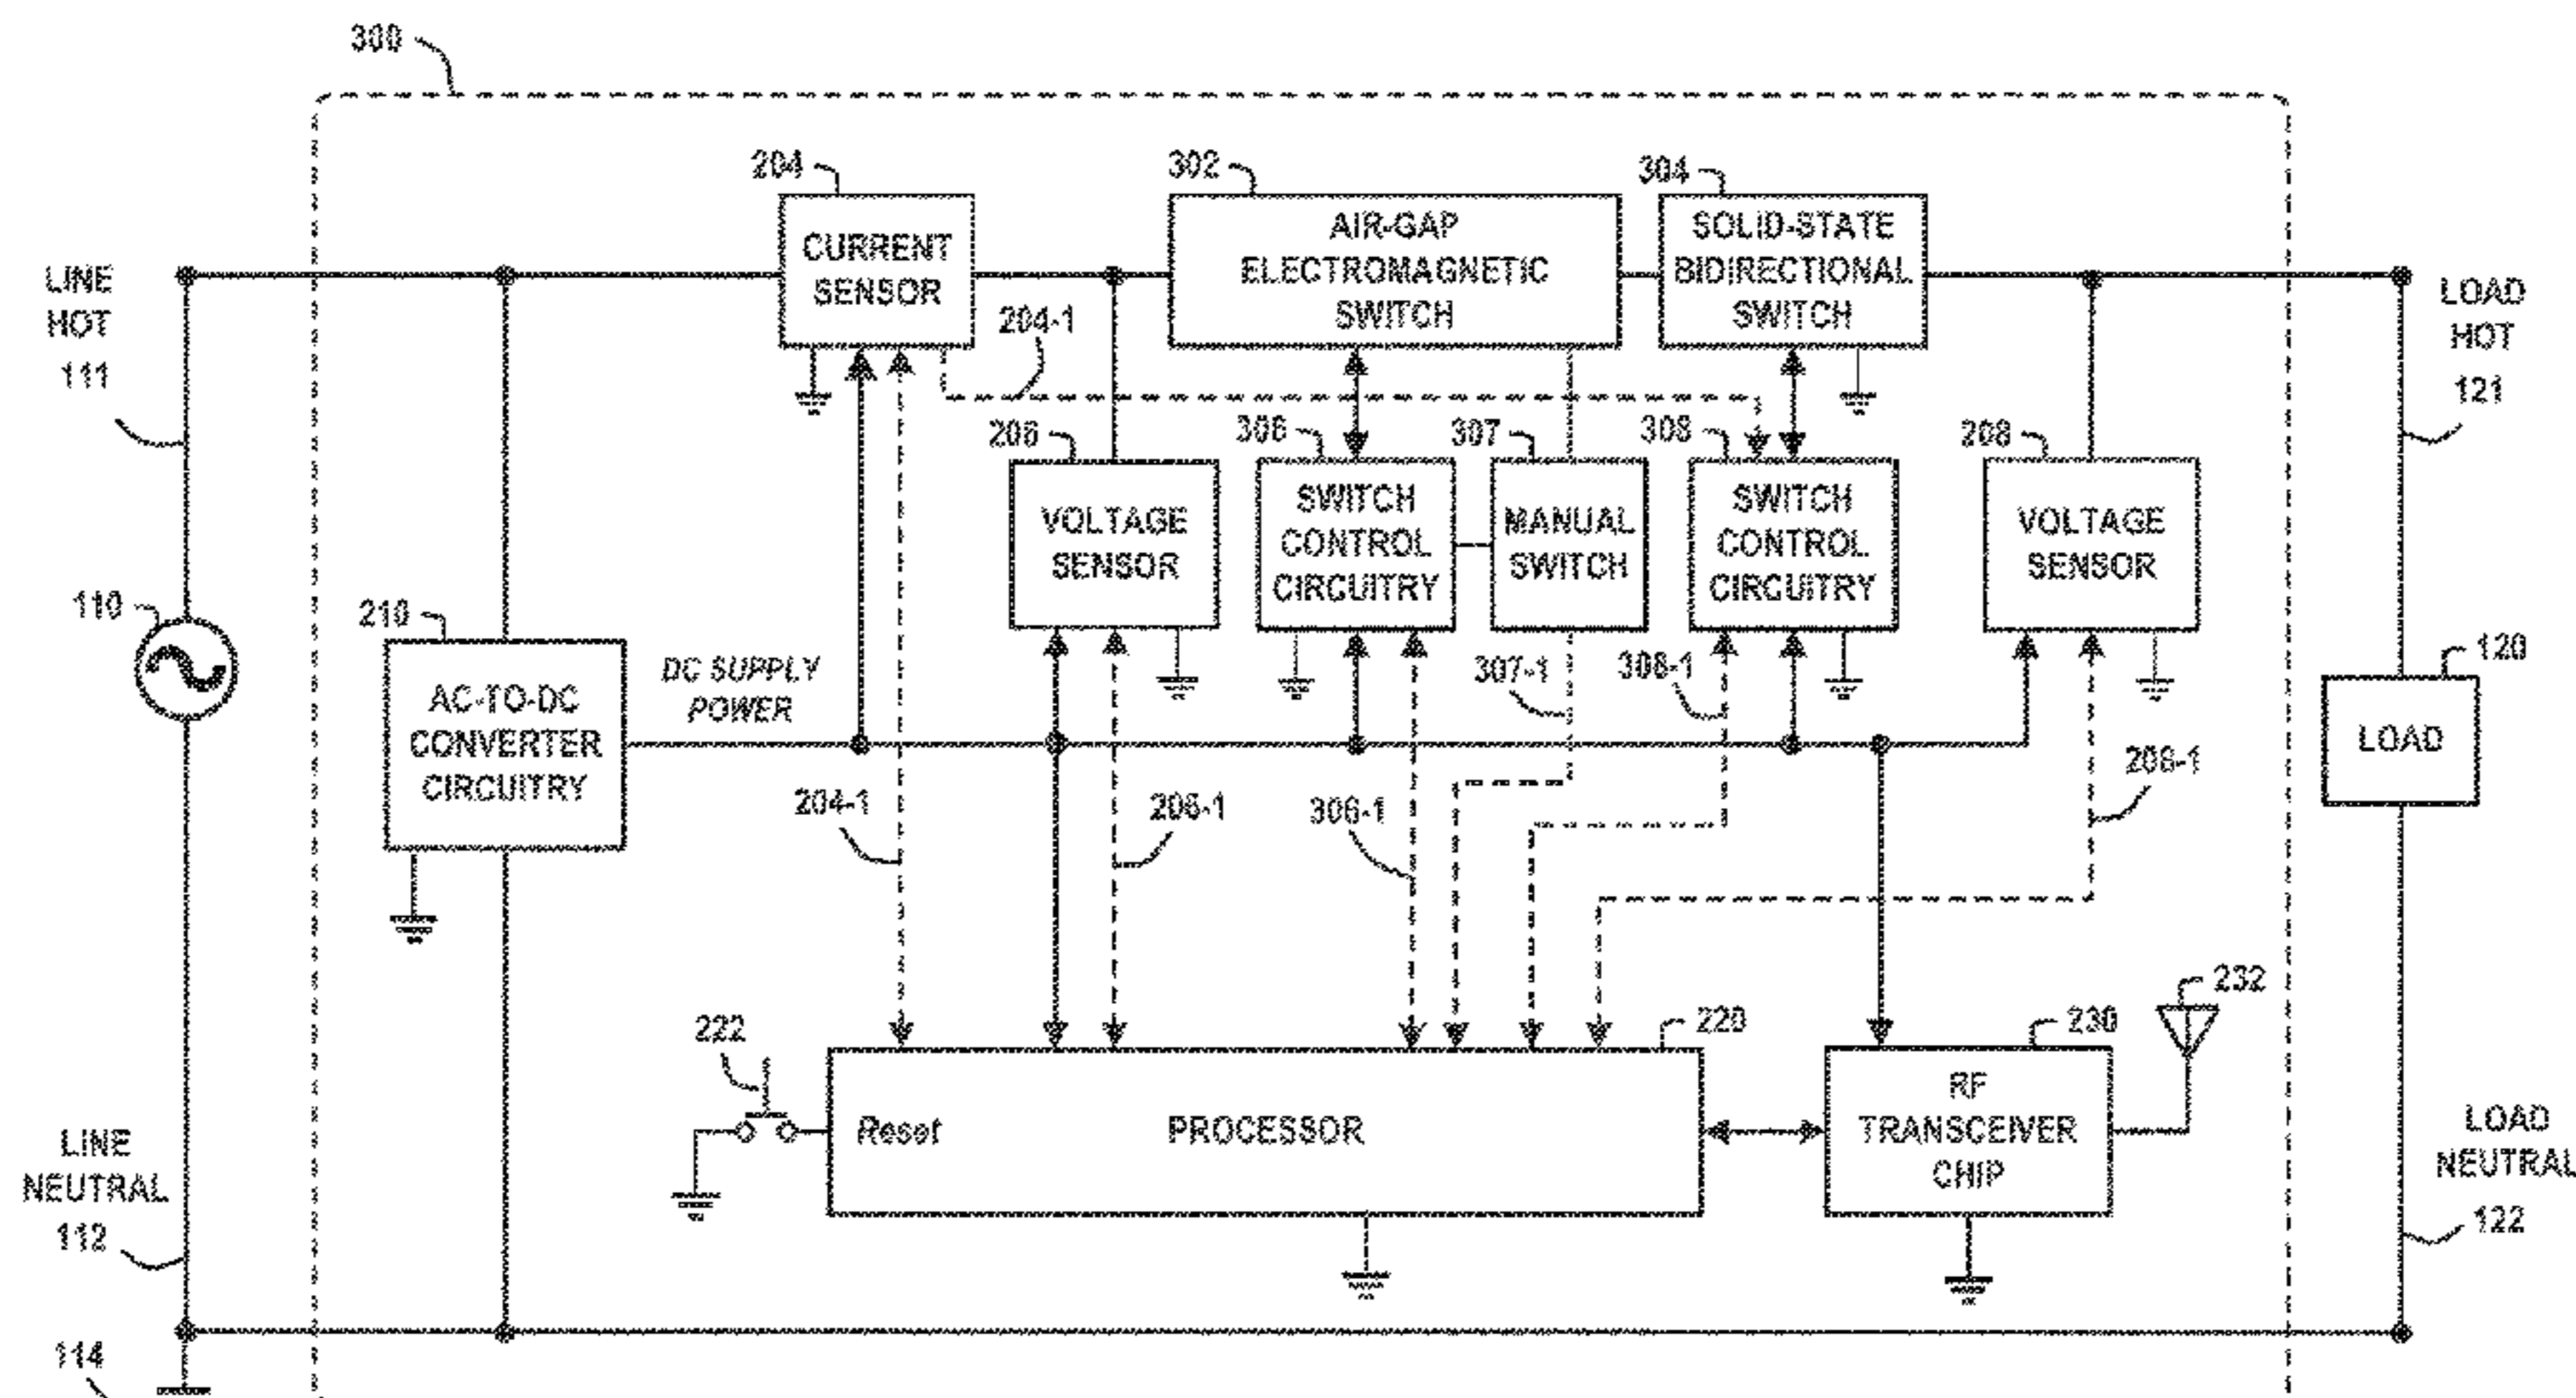 300
204
302
304
CURRENT
SENSOR
AIR-GAP
ELECTROMAGNETIC
SWITCH
SOLID-STATE
BIDIRECTIONAL
SWITCH
LINE
HOT
111
LOAD
HOT
121
204-1
206
306
307
308
208
VOLTAGE
SENSOR
SWITCH
CONTROL
CIRCUITRY
MANUAL
SWITCH
SWITCH
CONTROL
CIRCUITRY
VOLTAGE
SENSOR
110
210
AC-TO-DC
CONVERTER
CIRCUITRY
DC SUPPLY
POWER
307-1
308-1
120
LOAD
204-1
206-1
306-1
208-1
222
220
230
232
Reset
PROCESSOR
RF
TRANSCEIVER
CHIP
LINE
NEUTRAL
112
LOAD
NEUTRAL
122
114